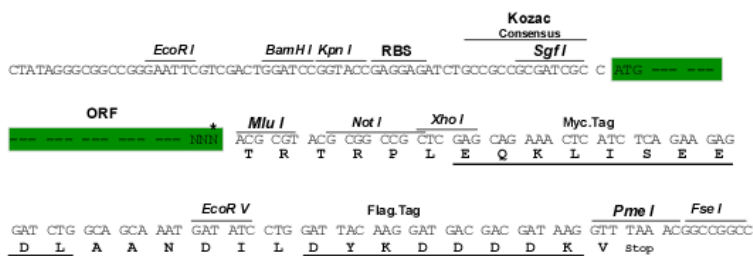 Kozac
Consensus
EcoR I BamH I Kpn I RBS Sgf I
CTATAGGGCGGCCGGGAATTCGTCGACTGGATCCGGTACCGAGGAGATCTGCCGCCGCGATCGC C ATG --- ---
ORF
*
Mlu I Not I Xho I Myc.Tag
--- --- --- --- --- --- NNN ACG CGT ACG CGG CCG CTC GAG CAG AAA CTC ATC TCA GAA GAG
T R T R P L E Q K L I S E E
EcoR V Flag.Tag Pme I Fse I
GAT CTG GCA GCA AAT GAT ATC CTG GAT TAC AAG GAT GAC GAC GAT AAG GTT TAA ACGGCCGGCC
D L A A N D I L D Y K D D D D K V Stop